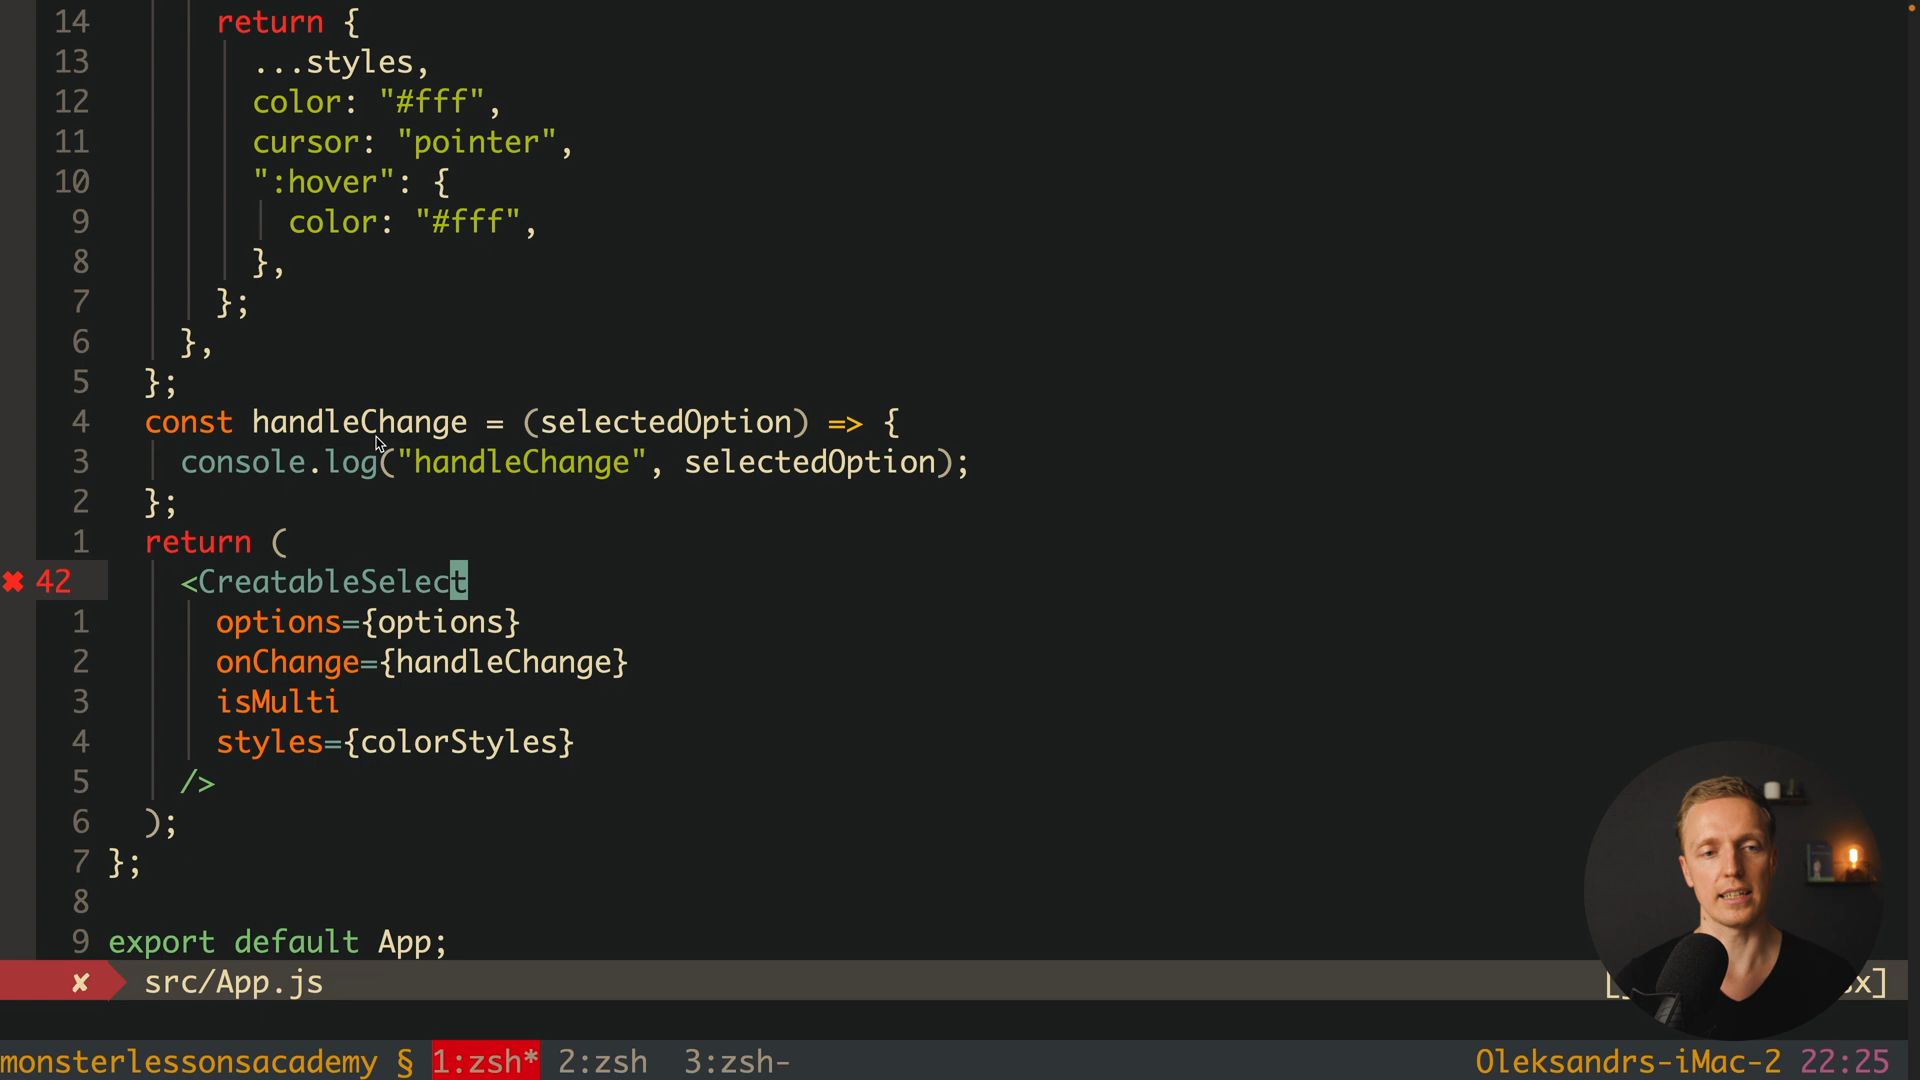 14 return {
13 ...styles,
12 color: "#fff",
11 cursor: "pointer",
10 ":hover": {
9 color: "#fff",
8 },
7 };
6 },
5 };
4 const handleChange = (selectedOption) => {
3 console.log("handleChange", selectedOption);
2 };
1 return (
✖ 42 <CreatableSelect
1 options={options}
2 onChange={handleChange}
3 isMulti
4 styles={colorStyles}
5 />
6 );
7 };
8
9 export default App;
✘ src/App.js
monsterlessonsacademy § 1:zsh* 2:zsh 3:zsh- Oleksandrs-iMac-2 22:25